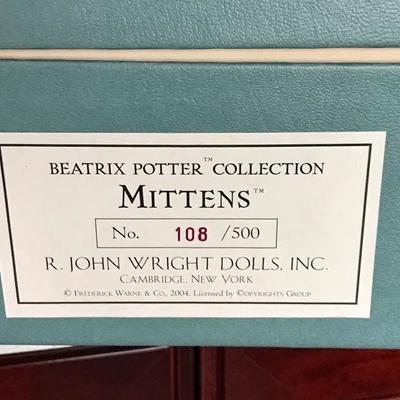 BEATRIX POTTER™ COLLECTION
MITTENS™
No. 108 /500
R. JOHN WRIGHT DOLLS, INC.
CAMBRIDGE, NEW YORK
© FREDERICK WARNE & CO., 2004. Licensed by ©OPYRIGHTS GROUP